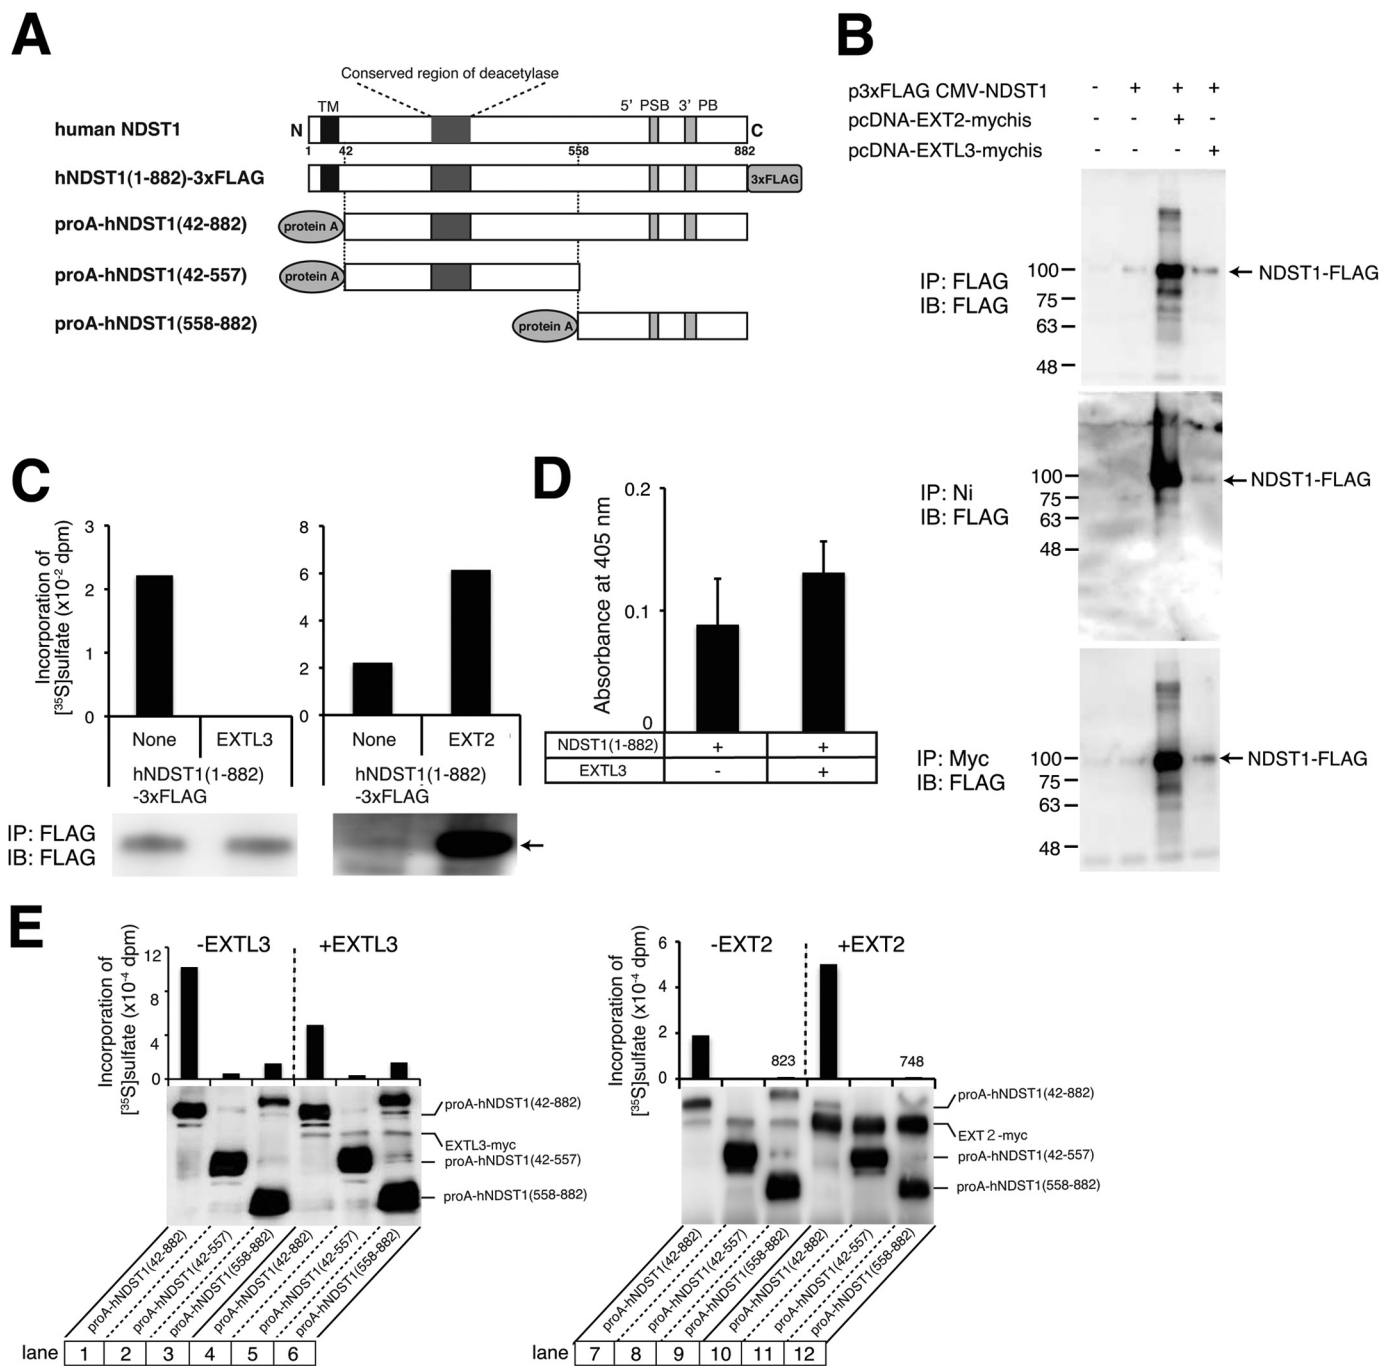 A
Conserved region of deacetylase
TM
5' PSB 3' PB
human NDST1
N
C
1 42 558 882
hNDST1(1-882)-3xFLAG
3xFLAG
proA-hNDST1(42-882)
protein A
proA-hNDST1(42-557)
protein A
proA-hNDST1(558-882)
protein A
B
p3xFLAG CMV-NDST1 - + + +
pcDNA-EXT2-mychis - - + -
pcDNA-EXTL3-mychis - - - +
IP: FLAG
IB: FLAG
100
75
63
48
NDST1-FLAG
IP: Ni
IB: FLAG
100
75
63
48
NDST1-FLAG
IP: Myc
IB: FLAG
100
75
63
48
NDST1-FLAG
C
Incorporation of
[35S]sulfate (x10-2 dpm)
3
2
1
0
None EXTL3
hNDST1(1-882)
-3xFLAG
8
6
4
2
0
None EXT2
hNDST1(1-882)
-3xFLAG
IP: FLAG
IB: FLAG
D
Absorbance at 405 nm
0.2
0.1
0
NDST1(1-882) + +
EXTL3 - +
E
Incorporation of
[35S]sulfate (x10-4 dpm)
12
8
4
0
-EXTL3 +EXTL3
proA-hNDST1(42-882)
EXTL3-myc
proA-hNDST1(42-557)
proA-hNDST1(558-882)
proA-hNDST1(42-882)
proA-hNDST1(42-557)
proA-hNDST1(558-882)
proA-hNDST1(42-882)
proA-hNDST1(42-557)
proA-hNDST1(558-882)
lane 1 2 3 4 5 6
Incorporation of
[35S]sulfate (x10-4 dpm)
6
4
2
0
-EXT2 +EXT2
823
748
proA-hNDST1(42-882)
EXT2-myc
proA-hNDST1(42-557)
proA-hNDST1(558-882)
proA-hNDST1(42-882)
proA-hNDST1(42-557)
proA-hNDST1(558-882)
proA-hNDST1(42-882)
proA-hNDST1(42-557)
proA-hNDST1(558-882)
lane 7 8 9 10 11 12